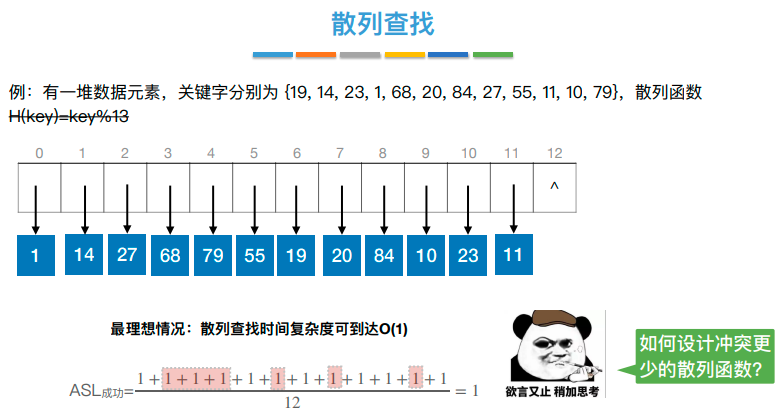 散列查找
例：有一堆数据元素，关键字分别为 {19, 14, 23, 1, 68, 20, 84, 27, 55, 11, 10, 79}，散列函数
H(key)=key%13
0 1 2 3 4 5 6 7 8 9 10 11 12
^
1 14 27 68 79 55 19 20 84 10 23 11
最理想情况：散列查找时间复杂度可到达O(1)
ASL成功=
1 + 1 + 1 + 1 + 1 + 1 + 1 + 1 + 1 + 1 + 1 + 1
12
= 1
欲言又止 稍加思考
如何设计冲突更
少的散列函数？